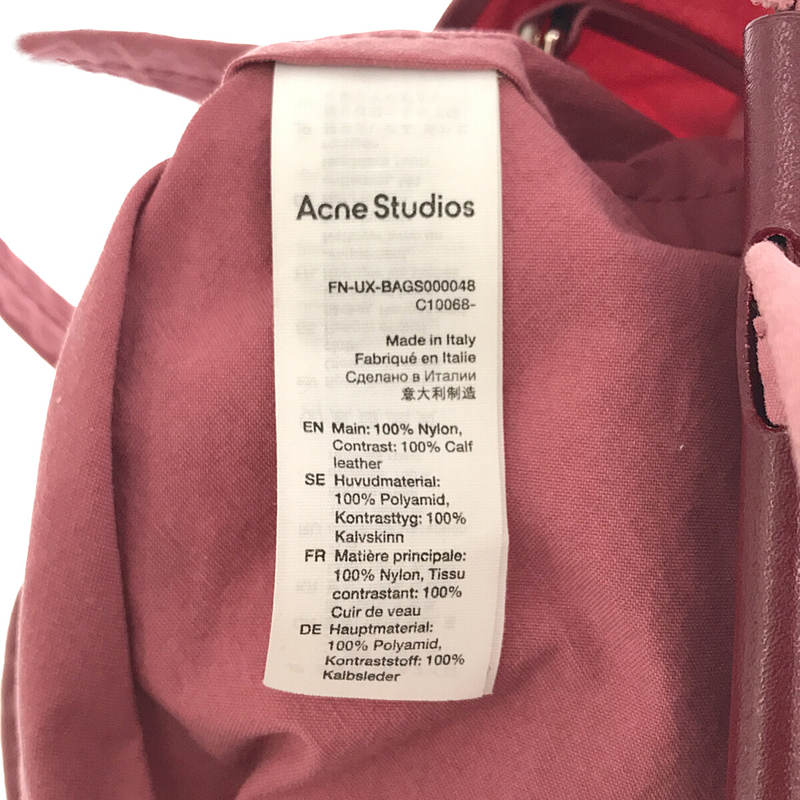 Acne Studios
FN-UX-BAGS000048
C10068-
Made in Italy
Fabriqué en Italie
Сделано в Италии
意大利制造
EN Main: 100% Nylon,
Contrast: 100% Calf
leather
SE Huvudmaterial:
100% Polyamid,
Kontrasttyg: 100%
Kalvskinn
FR Matière principale:
100% Nylon, Tissu
contrastant: 100%
Cuir de veau
DE Hauptmaterial:
100% Polyamid,
Kontraststoff: 100%
Kalbsleder